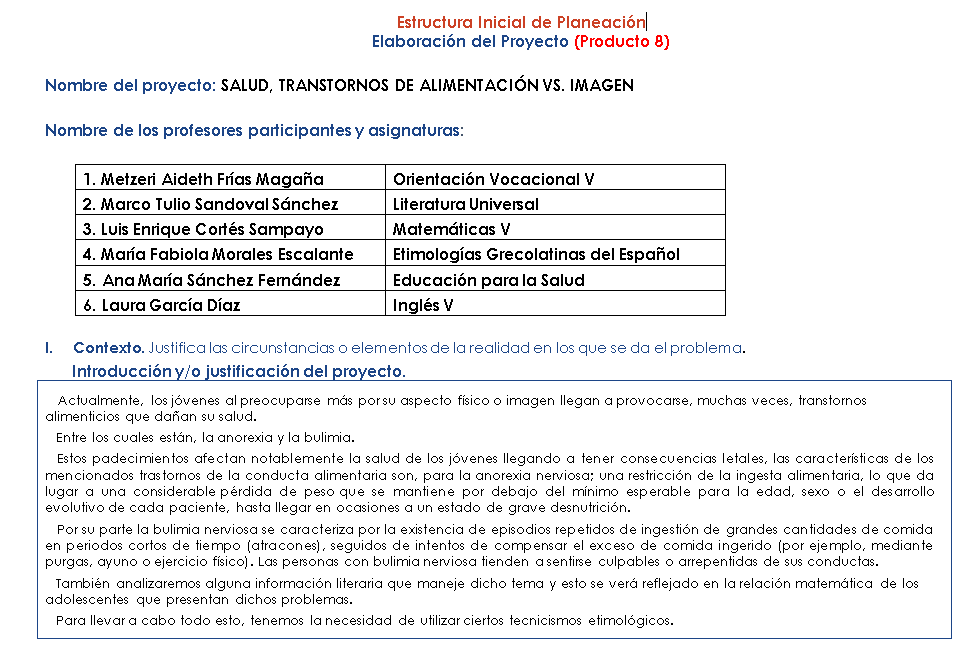 Estructura Inicial de Planeación
Elaboración del Proyecto (Producto 8)
Nombre del proyecto: SALUD, TRANSTORNOS DE ALIMENTACIÓN VS. IMAGEN
Nombre de los profesores participantes y asignaturas:
1. Metzeri Aideth Frías Magaña Orientación Vocacional V
2. Marco Tulio Sandoval Sánchez Literatura Universal
3. Luis Enrique Cortés Sampayo Matemáticas V
4. María Fabiola Morales Escalante Etimologías Grecolatinas del Español
5. Ana María Sánchez Fernández Educación para la Salud
6. Laura García Díaz Inglés V
I. Contexto. Justifica las circunstancias o elementos de la realidad en los que se da el problema.
Introducción y/o justificación del proyecto.
Actualmente, los jóvenes al preocuparse más por su aspecto físico o imagen llegan a provocarse, muchas veces, transtornos
alimenticios que dañan su salud.
Entre los cuales están, la anorexia y la bulimia.
Estos padecimientos afectan notablemente la salud de los jóvenes llegando a tener consecuencias letales, las características de los
mencionados trastornos de la conducta alimentaria son, para la anorexia nerviosa; una restricción de la ingesta alimentaria, lo que da
lugar a una considerable pérdida de peso que se mantiene por debajo del mínimo esperable para la edad, sexo o el desarrollo
evolutivo de cada paciente, hasta llegar en ocasiones a un estado de grave desnutrición.
Por su parte la bulimia nerviosa se caracteriza por la existencia de episodios repetidos de ingestión de grandes cantidades de comida
en periodos cortos de tiempo (atracones), seguidos de intentos de compensar el exceso de comida ingerido (por ejemplo, mediante
purgas, ayuno o ejercicio físico). Las personas con bulimia nerviosa tienden a sentirse culpables o arrepentidas de sus conductas.
También analizaremos alguna información literaria que maneje dicho tema y esto se verá reflejado en la relación matemática de los
adolescentes que presentan dichos problemas.
Para llevar a cabo todo esto, tenemos la necesidad de utilizar ciertos tecnicismos etimológicos.